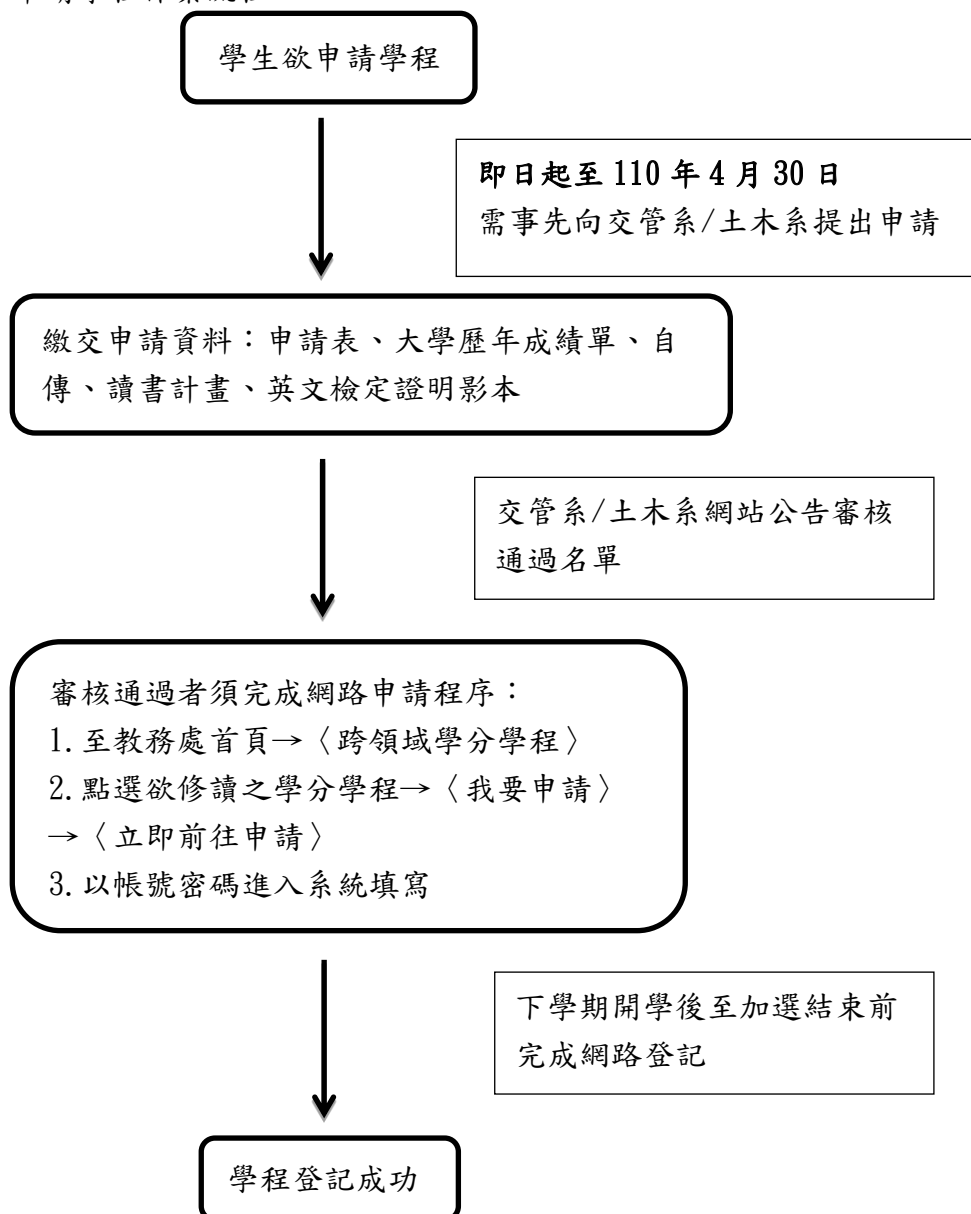 學生欲申請學程
即日起至 110 年 4 月 30 日
需事先向交管系/土木系提出申請
繳交申請資料：申請表、大學歷年成績單、自
傳、讀書計畫、英文檢定證明影本
交管系/土木系網站公告審核
通過名單
審核通過者須完成網路申請程序：
1.至教務處首頁→〈跨領域學分學程〉
2.點選欲修讀之學分學程→〈我要申請〉
→〈立即前往申請〉
3.以帳號密碼進入系統填寫
下學期開學後至加選結束前
完成網路登記
學程登記成功